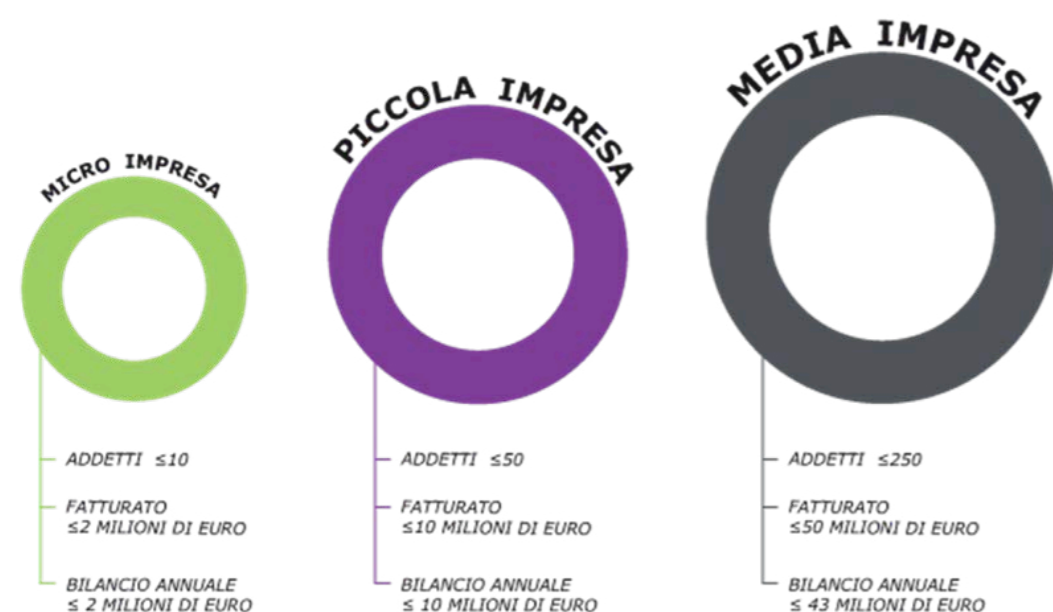 MICRO IMPRESA
ADDETTI ≤10
FATTURATO
≤2 MILIONI DI EURO
BILANCIO ANNUALE
≤ 2 MILIONI DI EURO
PICCOLA IMPRESA
ADDETTI ≤50
FATTURATO
≤10 MILIONI DI EURO
BILANCIO ANNUALE
≤ 10 MILIONI DI EURO
MEDIA IMPRESA
ADDETTI ≤250
FATTURATO
≤50 MILIONI DI EURO
BILANCIO ANNUALE
≤ 43 MILIONI DI EURO